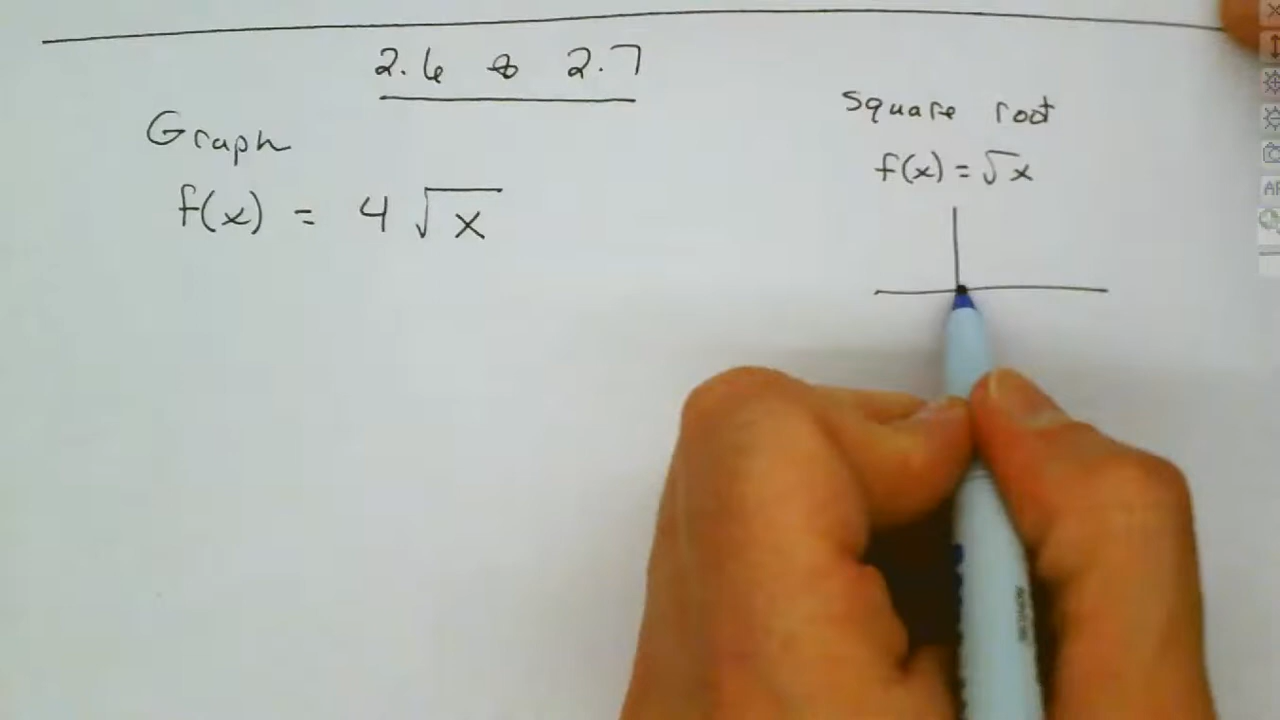 2.6 & 2.7
Graph
f(x) = 4√x
Square root
f(x) = √x